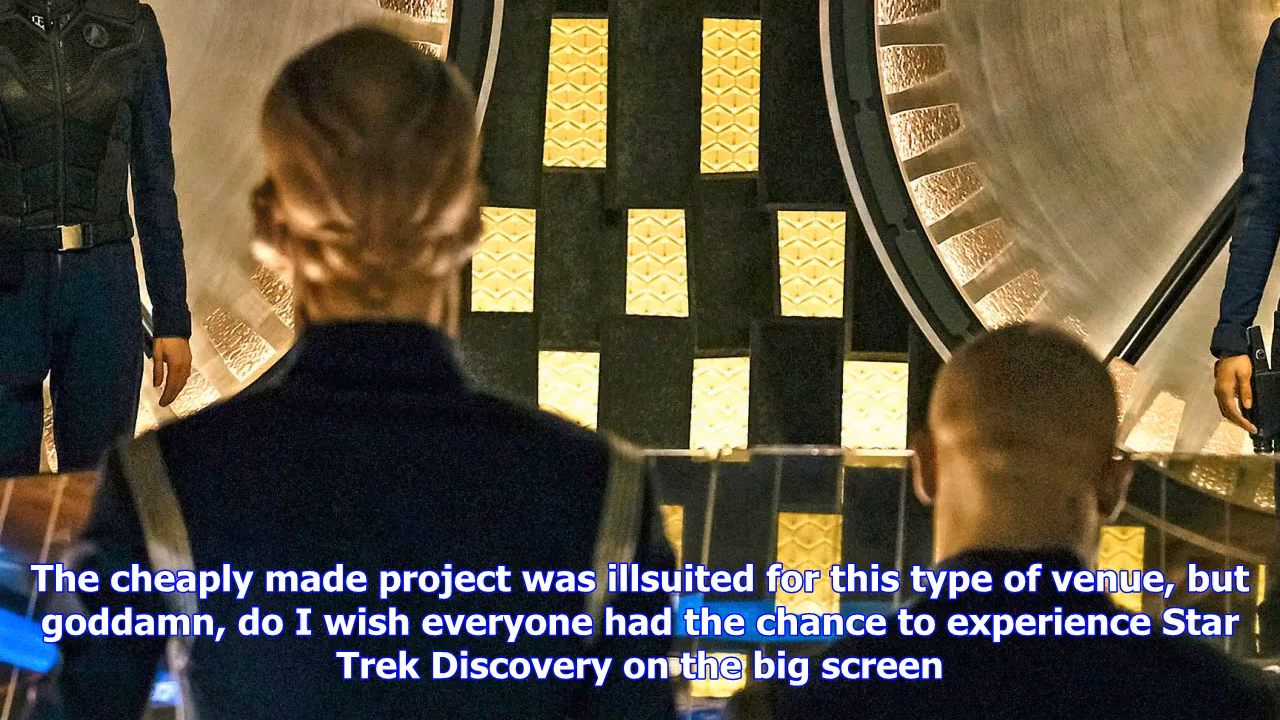 The cheaply made project was illsuited for this type of venue, but
goddamn, do I wish everyone had the chance to experience Star
Trek Discovery on the big screen